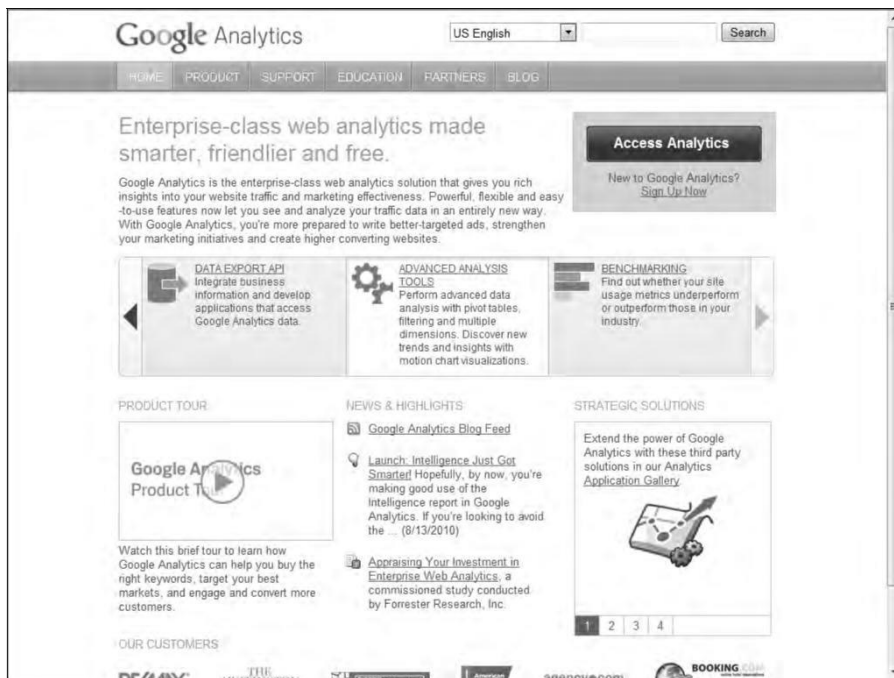 Google Analytics
US English
Search
HOME PRODUCT SUPPORT EDUCATION PARTNERS BLOG
Enterprise-class web analytics made
smarter, friendlier and free.
Google Analytics is the enterprise-class web analytics solution that gives you rich
insights into your website traffic and marketing effectiveness. Powerful, flexible and easy
-to-use features now let you see and analyze your traffic data in an entirely new way.
With Google Analytics, you're more prepared to write better-targeted ads, strengthen
your marketing initiatives and create higher converting websites.
Access Analytics
New to Google Analytics?
Sign Up Now
DATA EXPORT API
Integrate business
information and develop
applications that access
Google Analytics data.
ADVANCED ANALYSIS
TOOLS
Perform advanced data
analysis with pivot tables,
filtering and multiple
dimensions. Discover new
trends and insights with
motion chart visualizations.
BENCHMARKING
Find out whether your site
usage metrics underperform
or outperform those in your
industry.
PRODUCT TOUR
Google Analytics
Product Tour
Watch this brief tour to learn how
Google Analytics can help you buy the
right keywords, target your best
markets, and engage and convert more
customers.
NEWS & HIGHLIGHTS
Google Analytics Blog Feed
Launch: Intelligence Just Got
Smarter! Hopefully, by now, you're
making good use of the
Intelligence report in Google
Analytics. If you're looking to avoid
the ... (8/13/2010)
Appraising Your Investment in
Enterprise Web Analytics, a
commissioned study conducted
by Forrester Research, Inc.
STRATEGIC SOLUTIONS
Extend the power of Google
Analytics with these third party
solutions in our Analytics
Application Gallery.
1 2 3 4
OUR CUSTOMERS
RE/MAX THE American BOOKING.COM